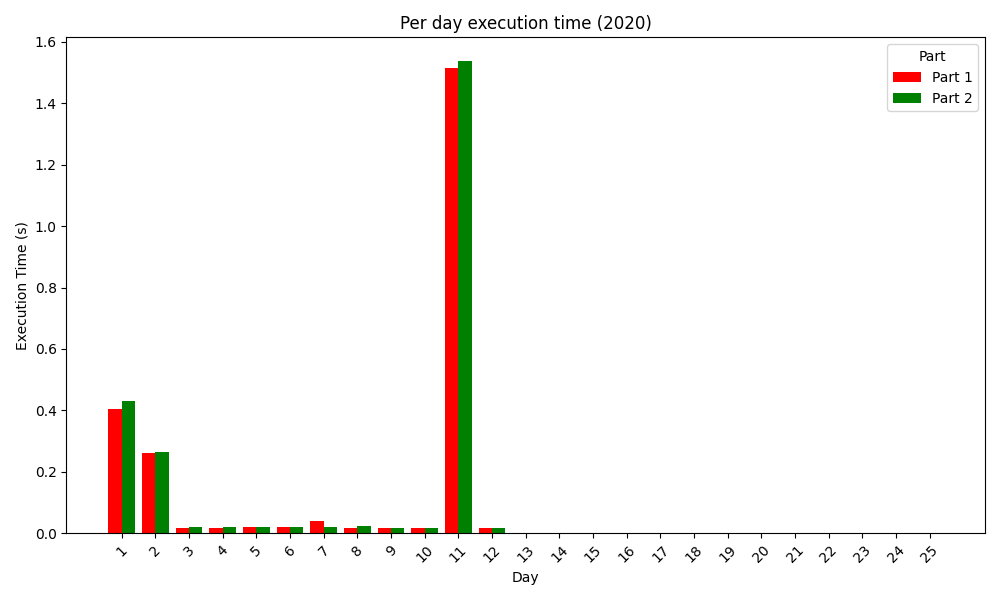 Per day execution time (2020)
Part
Part 1
Part 2
Execution Time (s)
1.6
1.4
1.2
1.0
0.8
0.6
0.4
0.2
0.0
1 2 3 4 5 6 7 8 9 10 11 12 13 14 15 16 17 18 19 20 21 22 23 24 25
Day